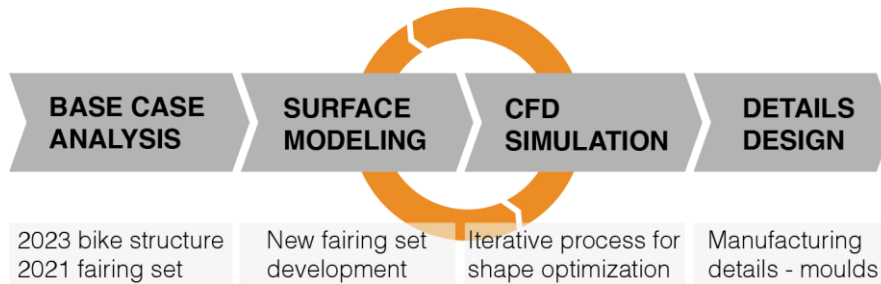 BASE CASE
ANALYSIS
SURFACE
MODELING
CFD
SIMULATION
DETAILS
DESIGN
2023 bike structure
2021 fairing set
New fairing set
development
Iterative process for
shape optimization
Manufacturing
details - moulds